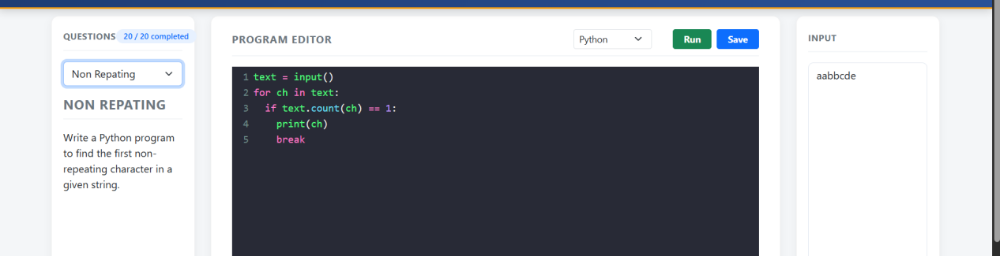 QUESTIONS 20 / 20 completed
Non Repating
NON REPATING
Write a Python program
to find the first non-
repeating character in a
given string.
PROGRAM EDITOR
Python
Run
Save
1 text = input()
2 for ch in text:
3   if text.count(ch) == 1:
4     print(ch)
5     break
INPUT
aabbcde